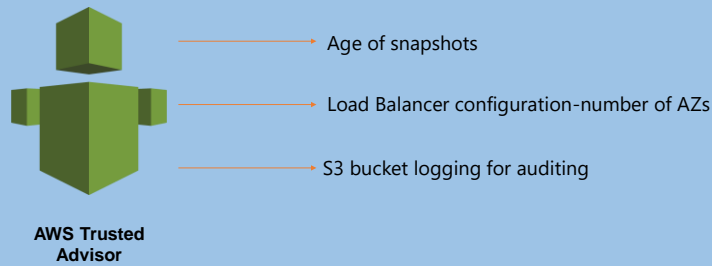 Age of snapshots
Load Balancer configuration-number of AZs
S3 bucket logging for auditing
AWS Trusted
Advisor